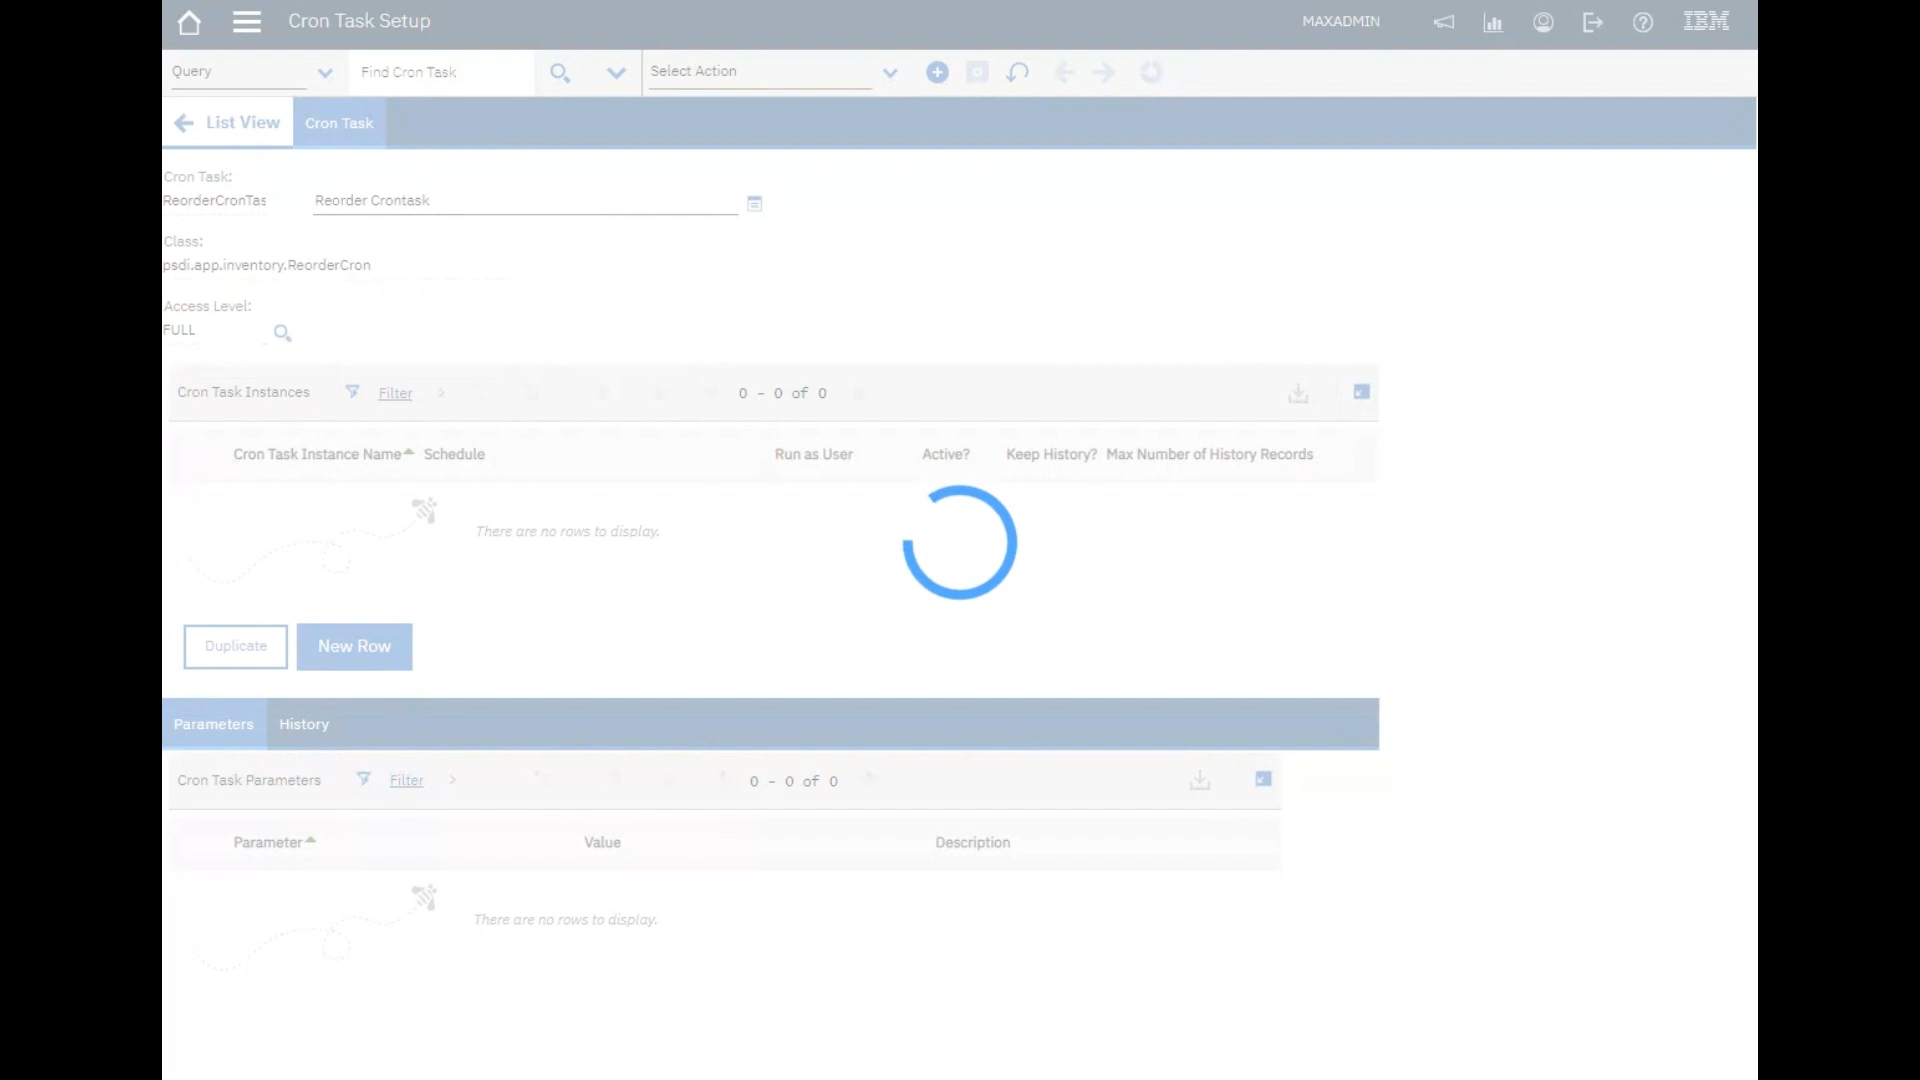 Cron Task Setup
MAXADMIN
IBM
Query
Find Cron Task
Select Action
List View
Cron Task
Cron Task:
ReorderCronTas
Reorder Crontask
Class:
psdi.app.inventory.ReorderCron
Access Level:
FULL
Cron Task Instances
Filter
0 - 0 of 0
Cron Task Instance Name
Schedule
Run as User
Active?
Keep History?
Max Number of History Records
There are no rows to display.
Duplicate
New Row
Parameters
History
Cron Task Parameters
Filter
0 - 0 of 0
Parameter
Value
Description
There are no rows to display.